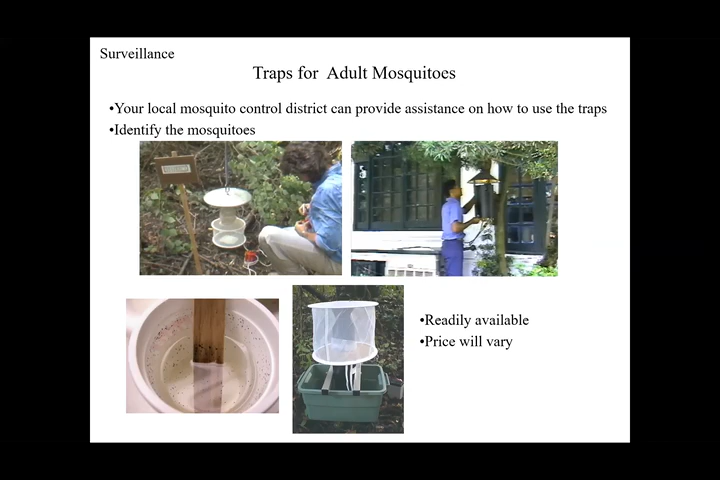 Surveillance
Traps for Adult Mosquitoes
•Your local mosquito control district can provide assistance on how to use the traps
•Identify the mosquitoes
•Readily available
•Price will vary